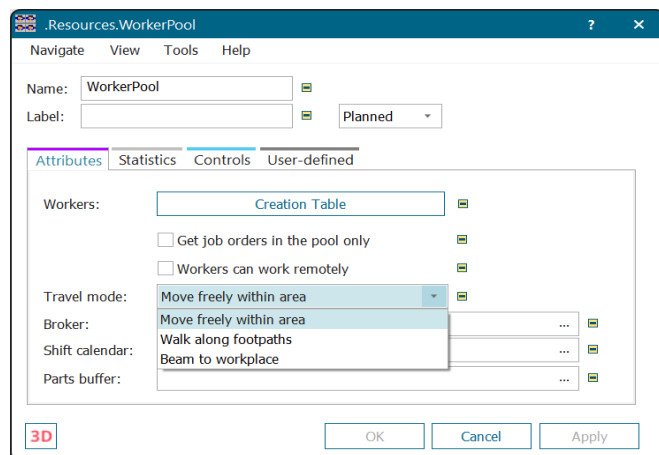 .Resources.WorkerPool ? ×
Navigate View Tools Help
Name: WorkerPool
Label: Planned
Attributes Statistics Controls User-defined
Workers: Creation Table
Get job orders in the pool only
Workers can work remotely
Travel mode: Move freely within area
Move freely within area
Broker: ...
Walk along footpaths
Shift calendar: ...
Beam to workplace
Parts buffer: ...
3D OK Cancel Apply